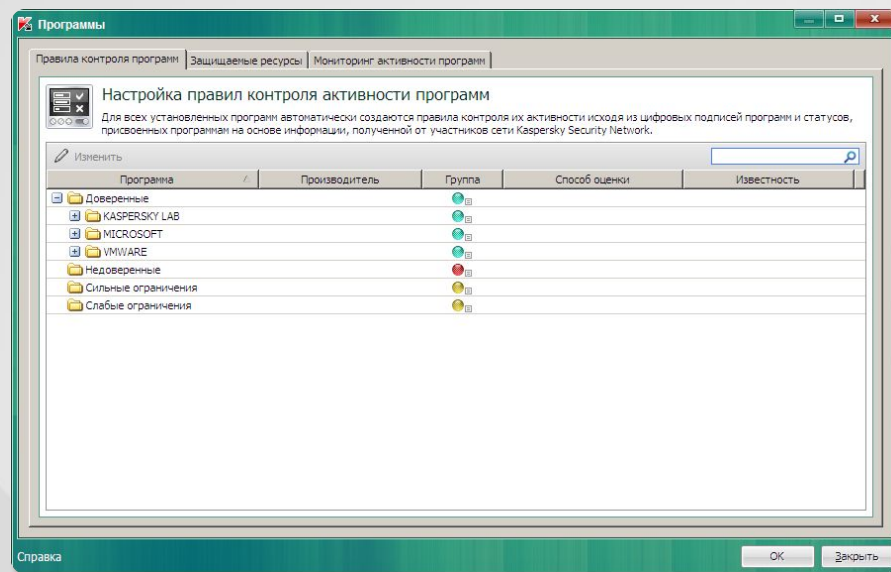 Программы
Правила контроля программ
Защищаемые ресурсы
Мониторинг активности программ
Настройка правил контроля активности программ
Для всех установленных программ автоматически создаются правила контроля их активности исходя из цифровых подписей программ и статусов,
присвоенных программам на основе информации, полученной от участников сети Kaspersky Security Network.
Изменить
Программа Производитель Группа Способ оценки Известность
Доверенные
KASPERSKY LAB
MICROSOFT
VMWARE
Недоверенные
Сильные ограничения
Слабые ограничения
Справка
OK
Закрыть